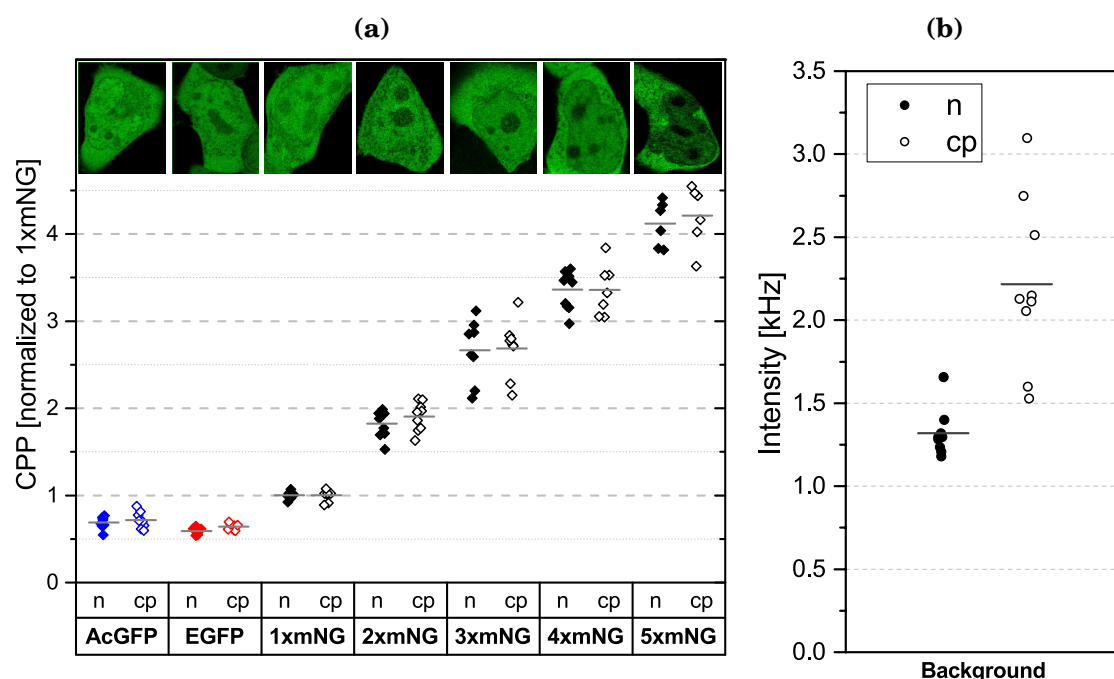 (a)
CPP [normalized to 1xmNG]
4
3
2
1
0
n cp n cp n cp n cp n cp n cp n cp
AcGFP EGFP 1xmNG 2xmNG 3xmNG 4xmNG 5xmNG
(b)
Intensity [kHz]
3.5
3.0
2.5
2.0
1.5
1.0
0.5
0.0
n
cp
Background